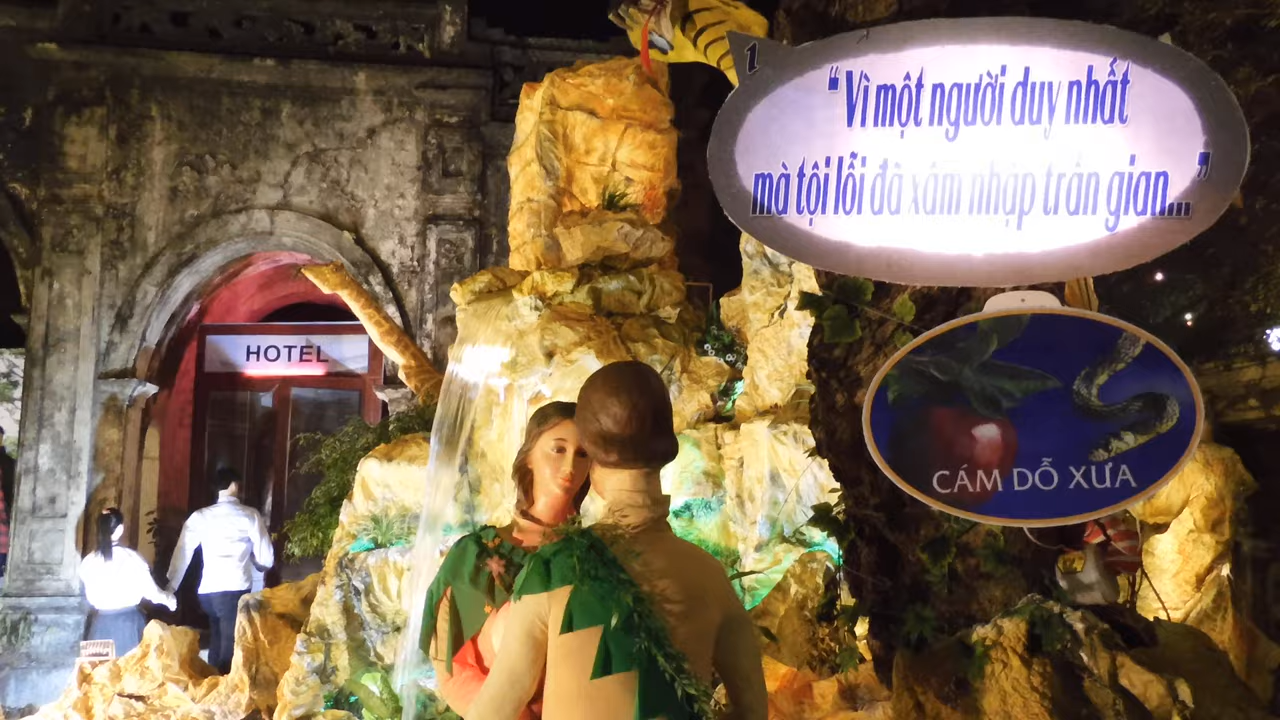 1
“Vì một người duy nhất
mà tội lỗi đã xâm nhập trần gian...”
HOTEL
CÁM DỖ XƯA